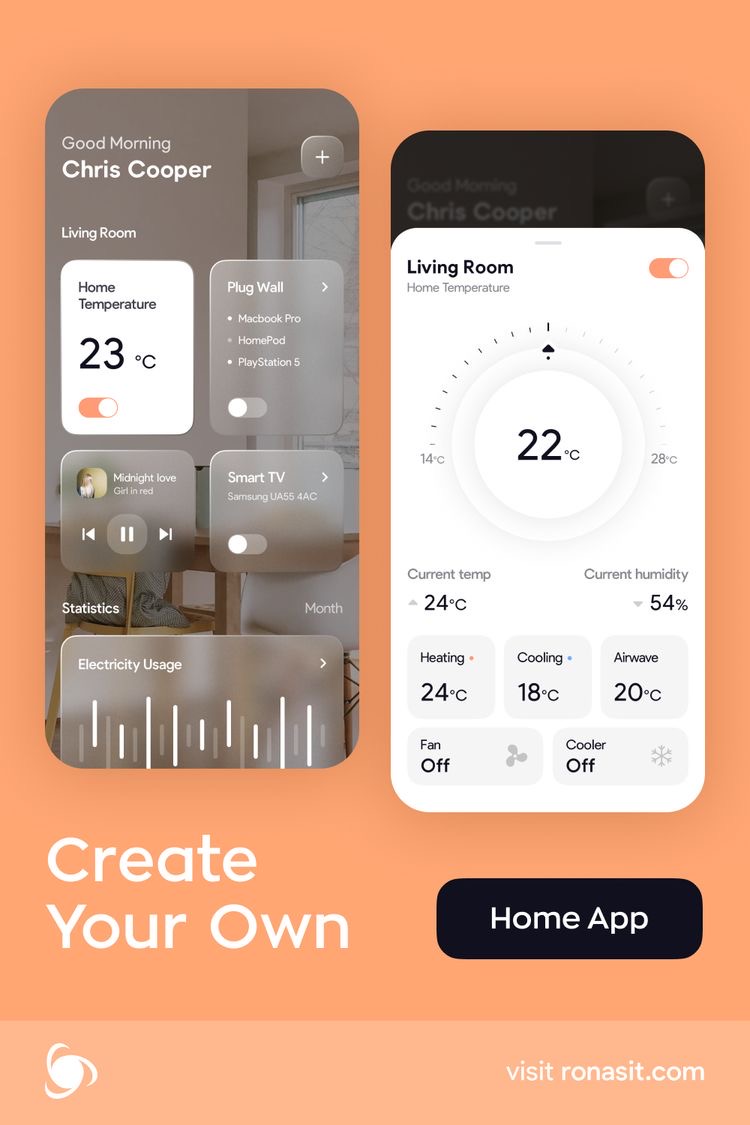 Good Morning
Chris Cooper
Living Room
Home
Temperature
23 °C
Plug Wall
Macbook Pro
HomePod
PlayStation 5
Midnight love
Girl in red
Smart TV
Samsung UA55 4AC
Statistics
Month
Electricity Usage
Good Morning
Chris Cooper
Living Room
Home Temperature
22°C
14°C
28°C
Current temp
24°C
Current humidity
54%
Heating
24°C
Cooling
18°C
Airwave
20°C
Fan
Off
Cooler
Off
Create
Your Own
Home App
visit ronasit.com